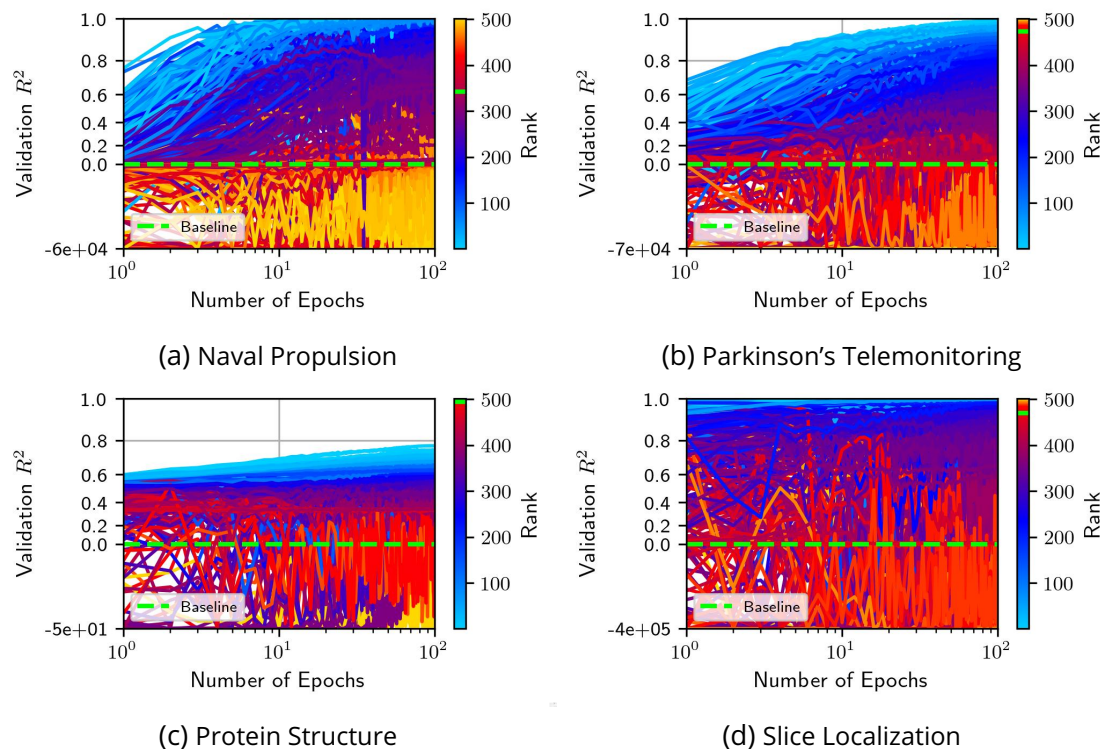 1.0
0.8
0.6
0.4
0.2
0.0
-6e+04
Validation R²
10⁰ 10¹ 10²
Number of Epochs
Baseline
500
400
300
200
100
Rank
(a) Naval Propulsion
1.0
0.8
0.6
0.4
0.2
0.0
-7e+04
Validation R²
10⁰ 10¹ 10²
Number of Epochs
Baseline
500
400
300
200
100
Rank
(b) Parkinson's Telemonitoring
1.0
0.8
0.6
0.4
0.2
0.0
-5e+01
Validation R²
10⁰ 10¹ 10²
Number of Epochs
Baseline
500
400
300
200
100
Rank
(c) Protein Structure
1.0
0.8
0.6
0.4
0.2
0.0
-4e+05
Validation R²
10⁰ 10¹ 10²
Number of Epochs
Baseline
500
400
300
200
100
Rank
(d) Slice Localization